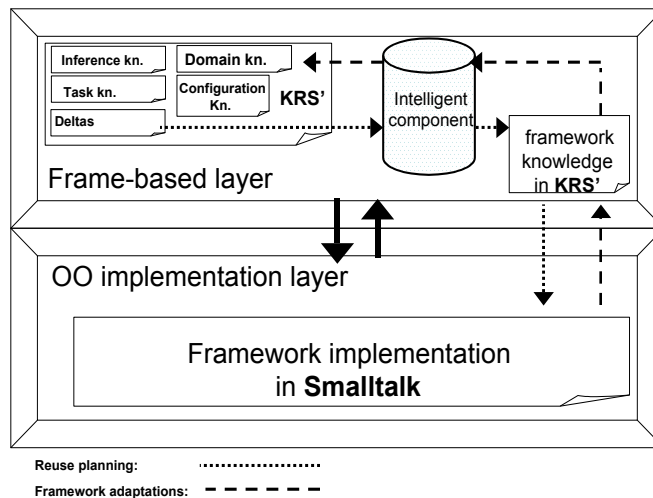 Inference kn.
Domain kn.
Task kn.
Configuration
Kn.
KRS'
Deltas
Intelligent
component
framework
knowledge
in KRS'
Frame-based layer
OO implementation layer
Framework implementation
in Smalltalk
Reuse planning:
Framework adaptations: